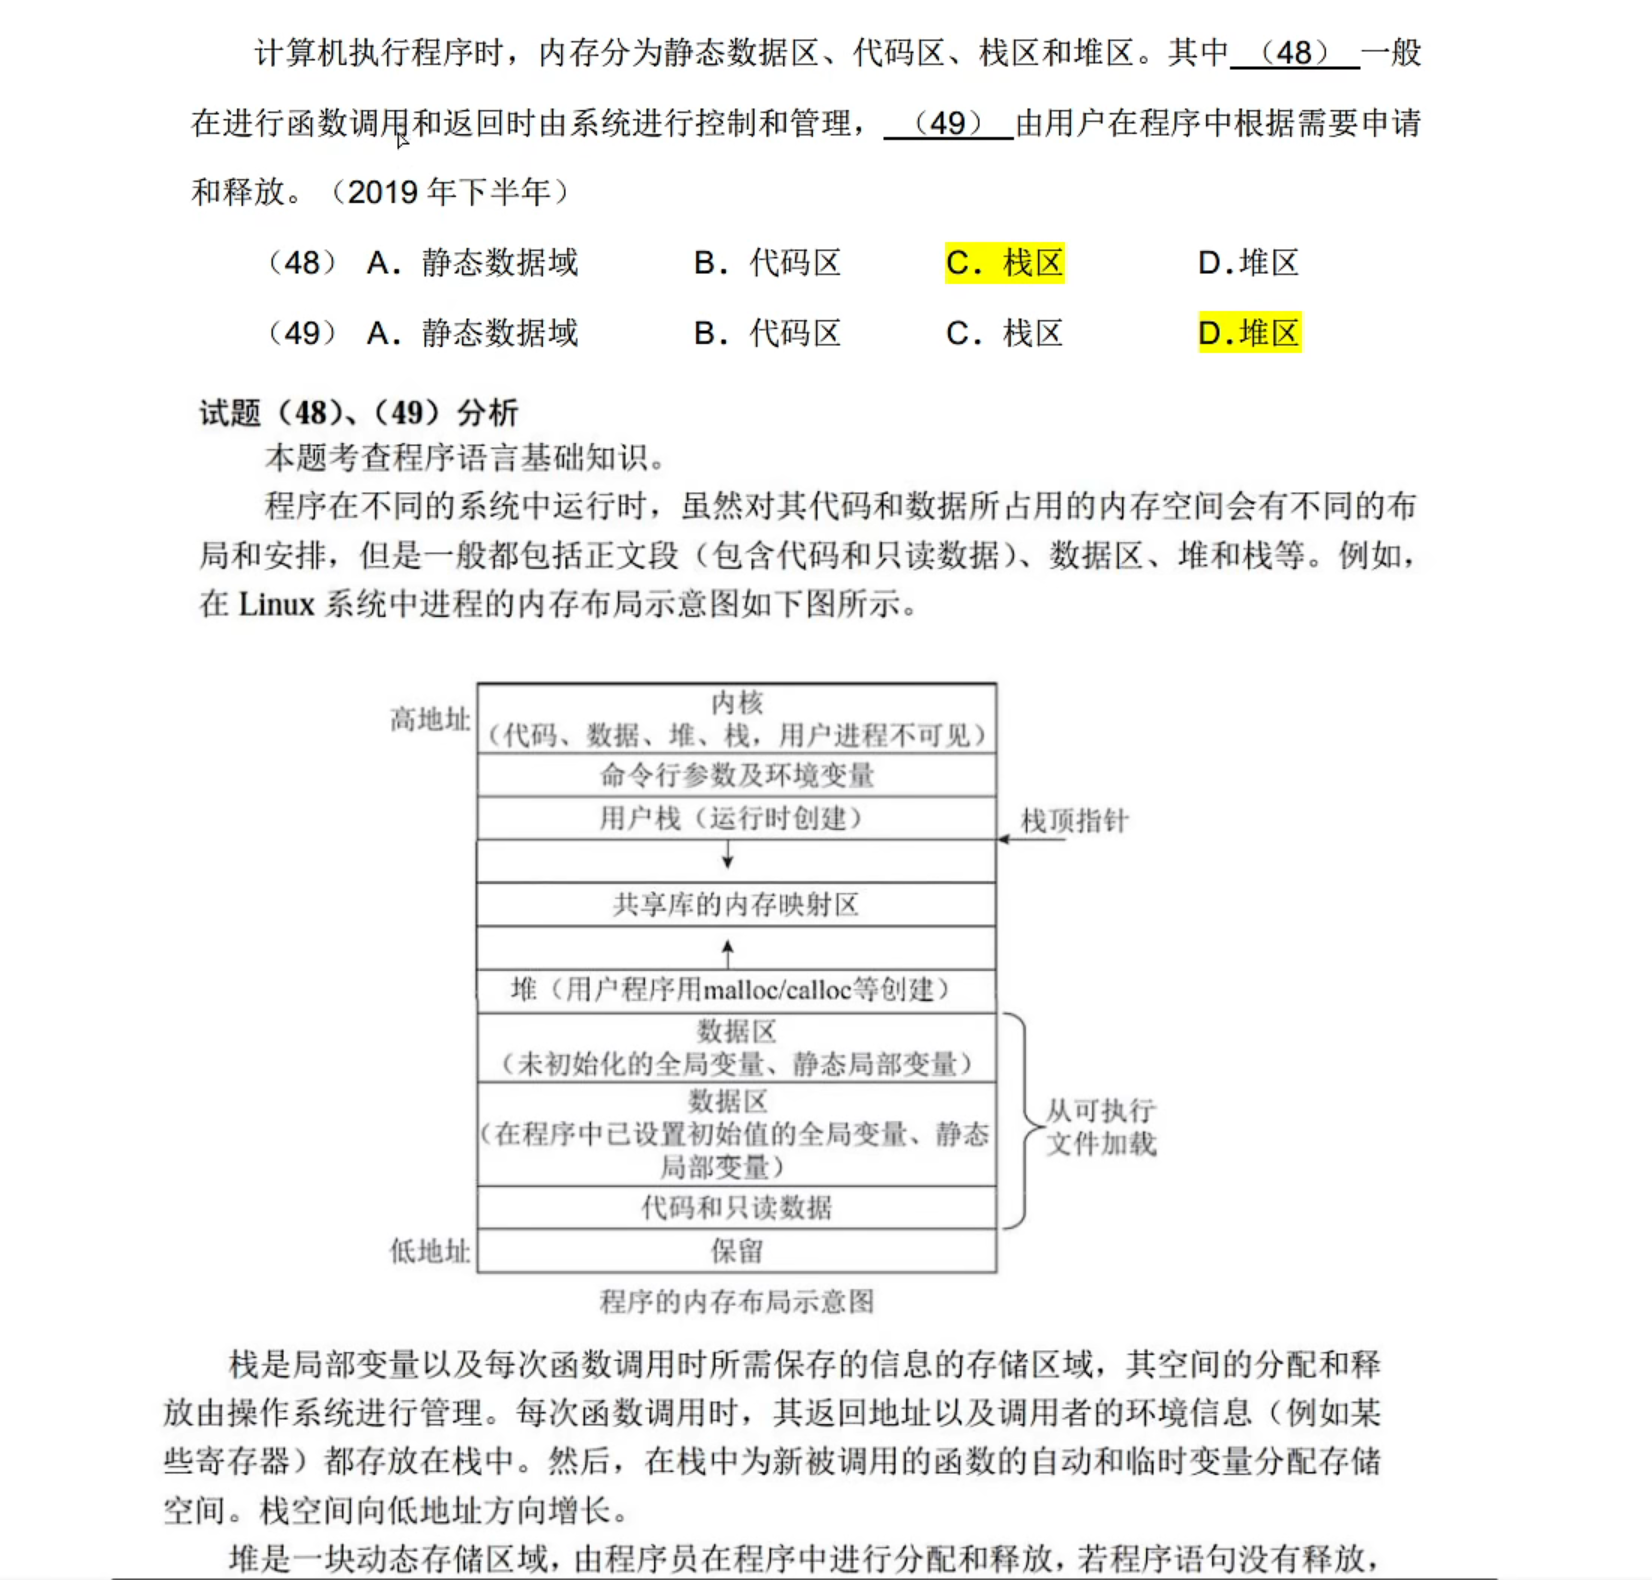 计算机执行程序时，内存分为静态数据区、代码区、栈区和堆区。其中 （48） 一般
在进行函数调用和返回时由系统进行控制和管理， （49） 由用户在程序中根据需要申请
和释放。（2019 年下半年）
（48） A． 静态数据域 B． 代码区 C． 栈区 D．堆区
（49） A． 静态数据域 B． 代码区 C． 栈区 D．堆区
试题（48）、（49）分析
本题考查程序语言基础知识。
程序在不同的系统中运行时，虽然对其代码和数据所占用的内存空间会有不同的布
局和安排，但是一般都包括正文段（包含代码和只读数据）、数据区、堆和栈等。例如，
在 Linux 系统中进程的内存布局示意图如下图所示。
高地址
内核
（代码、数据、堆、栈，用户进程不可见）
命令行参数及环境变量
用户栈（运行时创建）
栈顶指针
共享库的内存映射区
堆（用户程序用malloc/calloc等创建）
数据区
（未初始化的全局变量、静态局部变量）
数据区
（在程序中已设置初始值的全局变量、静态
局部变量）
从可执行
文件加载
代码和只读数据
低地址
保留
程序的内存布局示意图
栈是局部变量以及每次函数调用时所需保存的信息的存储区域，其空间的分配和释
放由操作系统进行管理。每次函数调用时，其返回地址以及调用者的环境信息（例如某
些寄存器）都存放在栈中。然后，在栈中为新被调用的函数的自动和临时变量分配存储
空间。栈空间向低地址方向增长。
堆是一块动态存储区域，由程序员在程序中进行分配和释放，若程序语句没有释放，